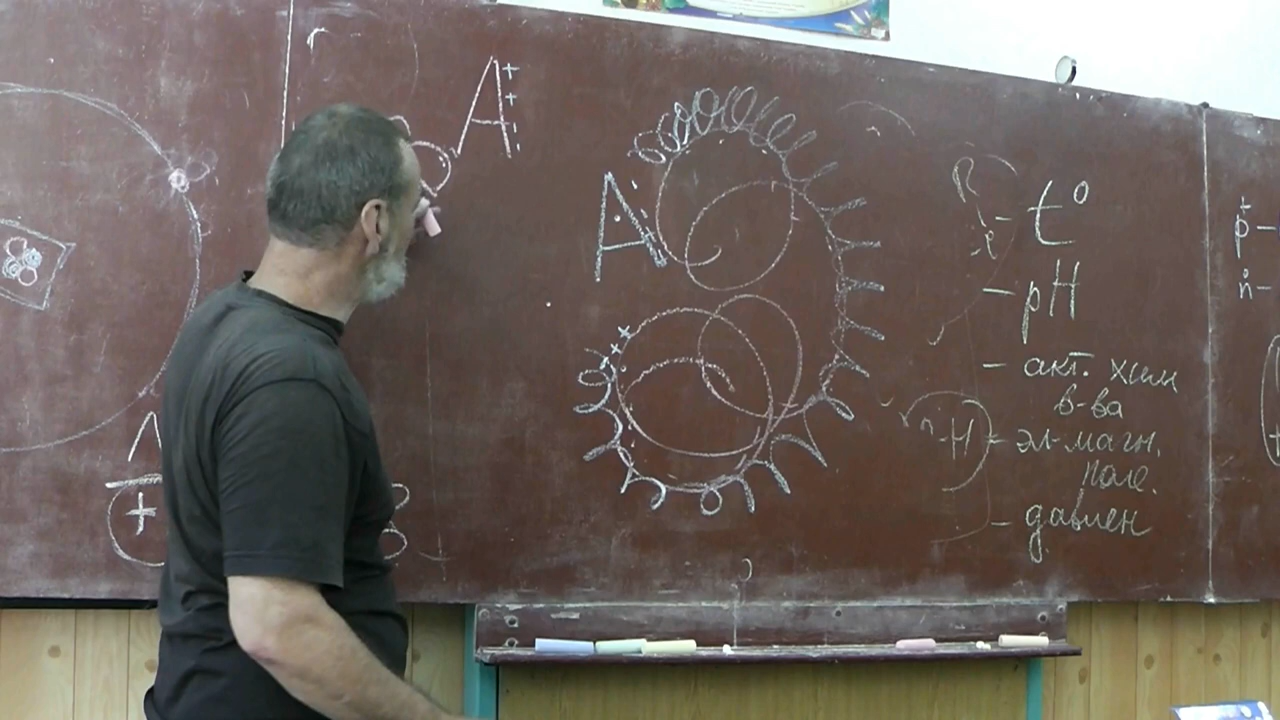 A
+
+
A
- t°
- pH
- акт. хим
в-ва
- эл-магн.
поле.
- давлен
p+ -
n° -
+